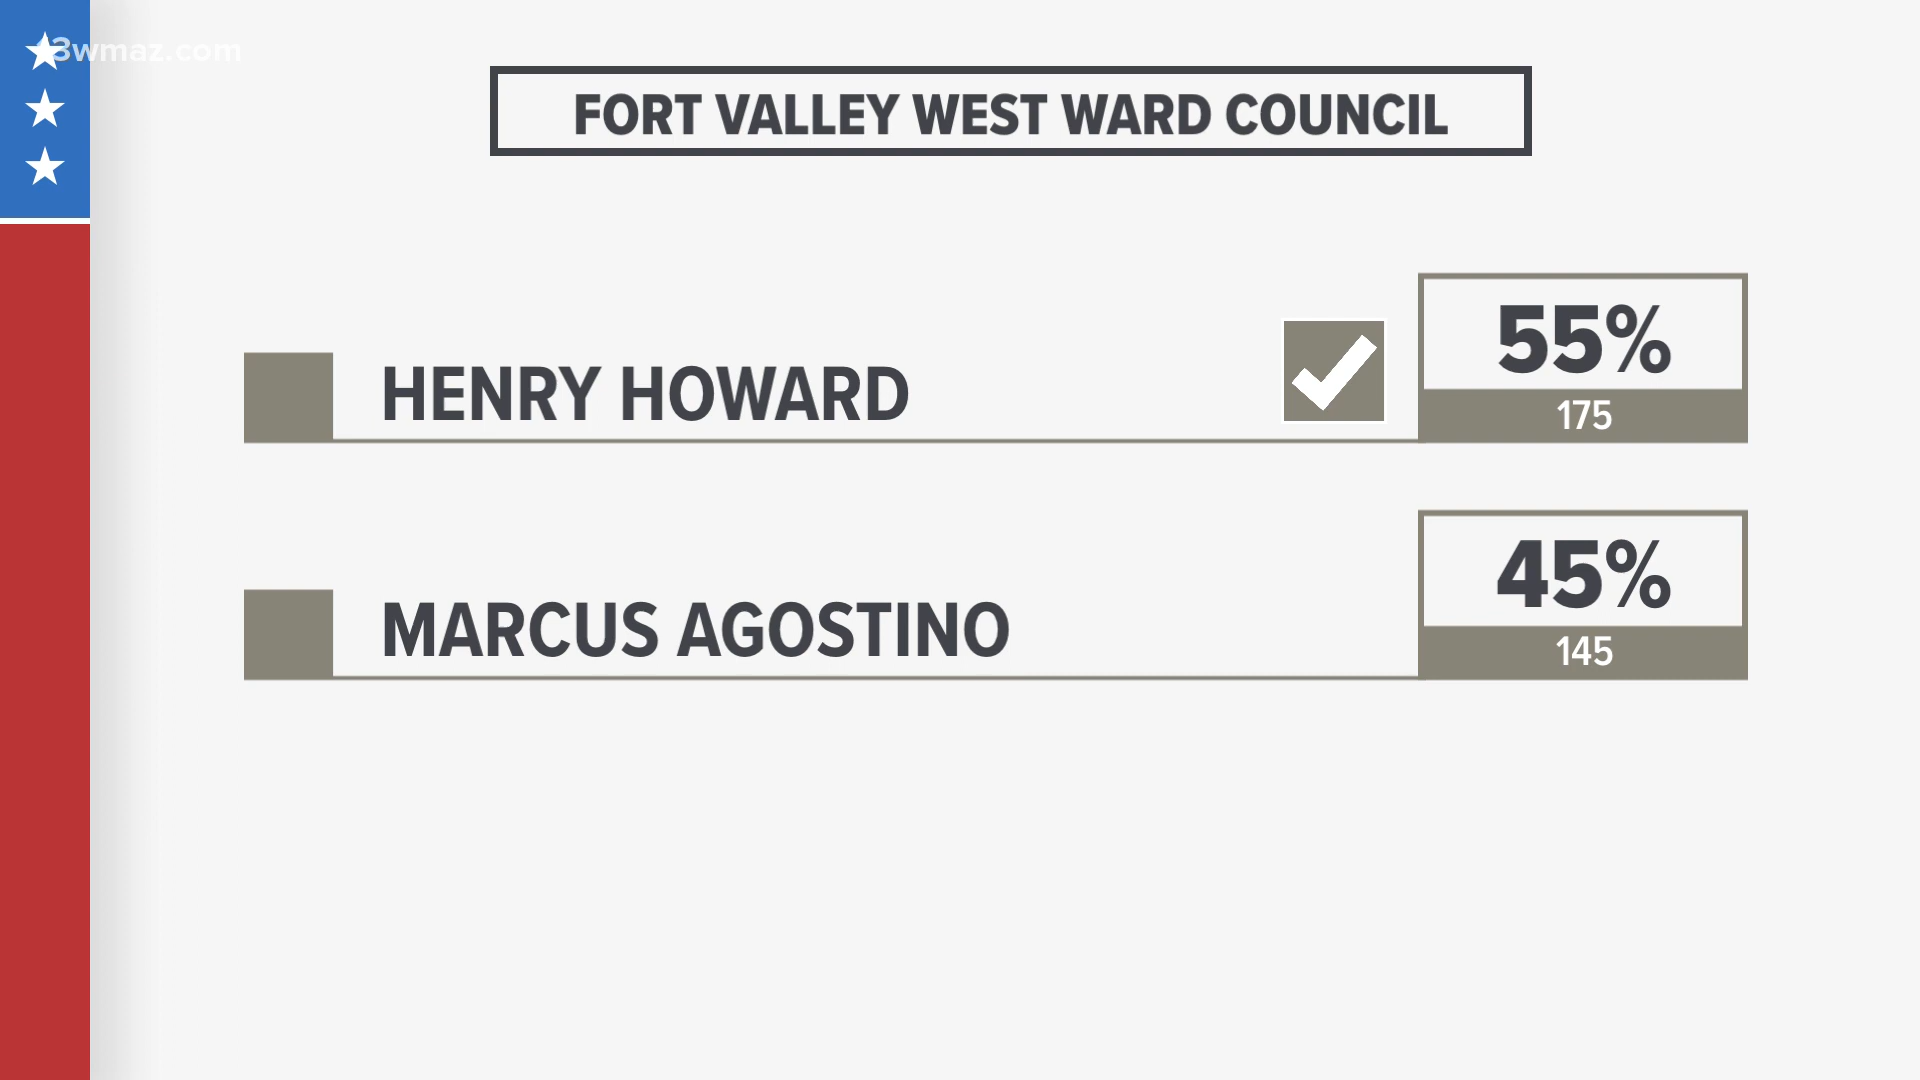 13wmaz.com
FORT VALLEY WEST WARD COUNCIL
HENRY HOWARD
55%
175
MARCUS AGOSTINO
45%
145